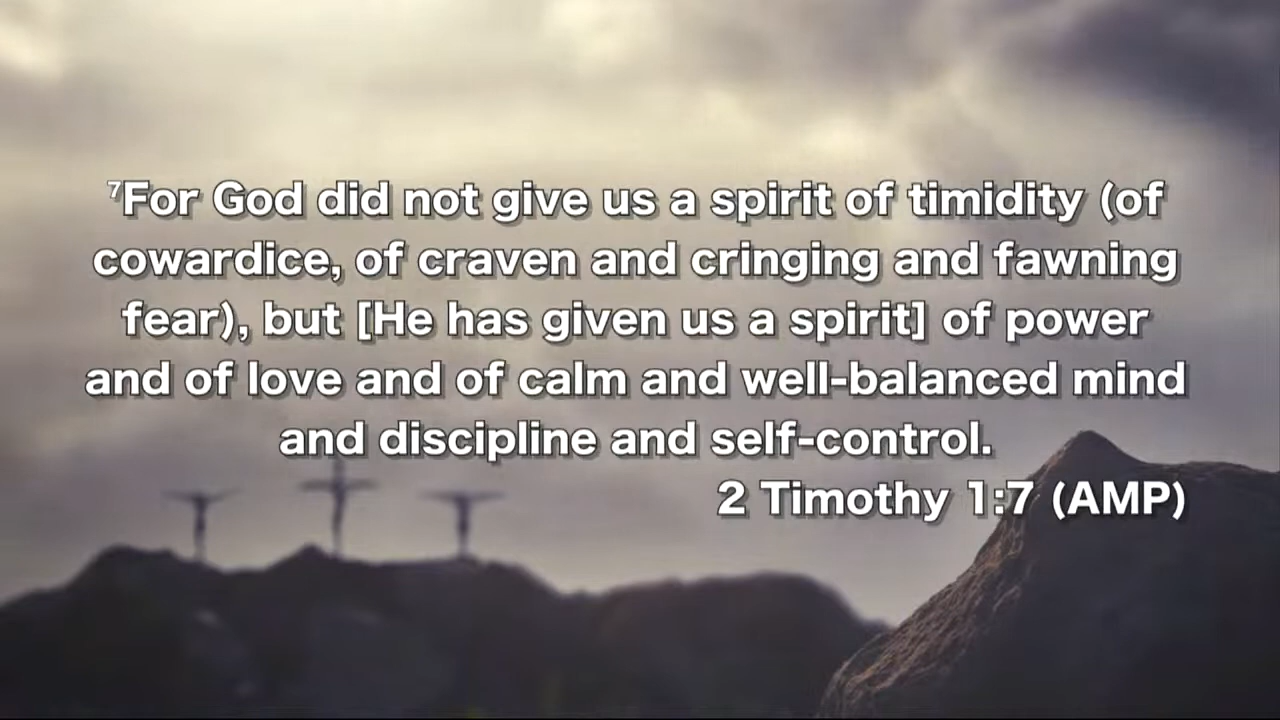 ⁷For God did not give us a spirit of timidity (of
cowardice, of craven and cringing and fawning
fear), but [He has given us a spirit] of power
and of love and of calm and well-balanced mind
and discipline and self-control.
2 Timothy 1:7 (AMP)